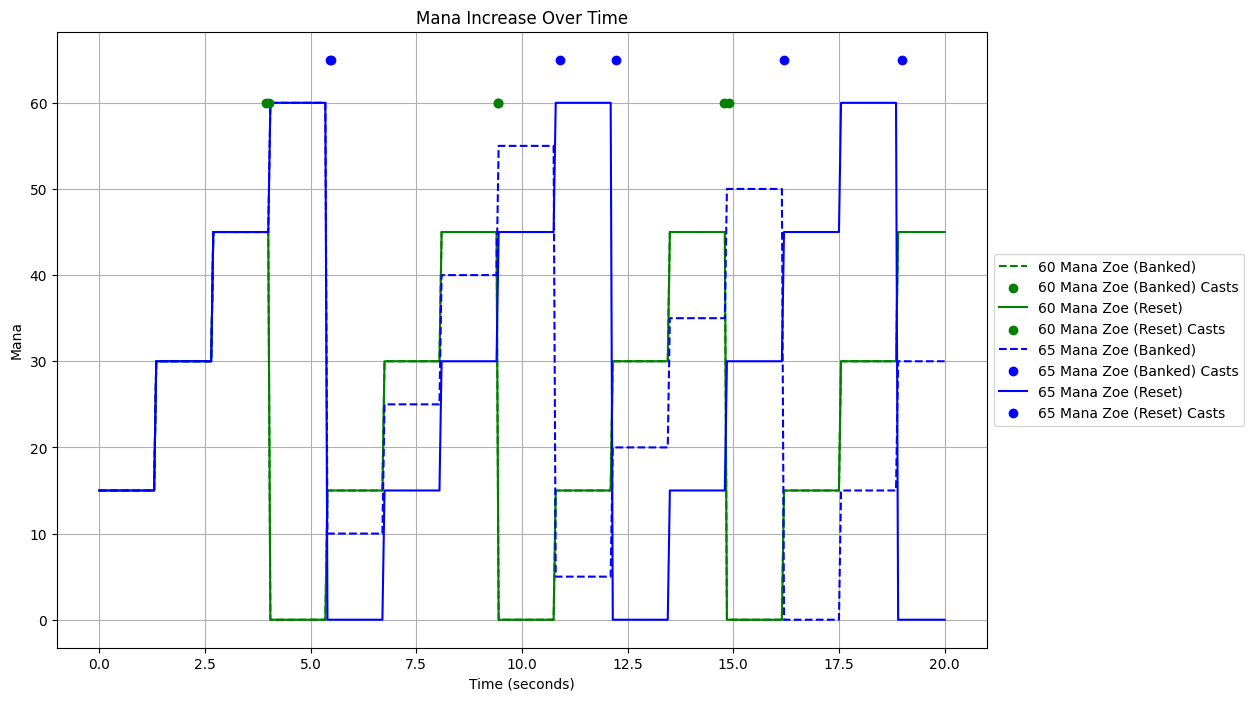 Mana Increase Over Time
Mana
60
50
40
30
20
10
0
0.0 2.5 5.0 7.5 10.0 12.5 15.0 17.5 20.0
Time (seconds)
60 Mana Zoe (Banked)
60 Mana Zoe (Banked) Casts
60 Mana Zoe (Reset)
60 Mana Zoe (Reset) Casts
65 Mana Zoe (Banked)
65 Mana Zoe (Banked) Casts
65 Mana Zoe (Reset)
65 Mana Zoe (Reset) Casts